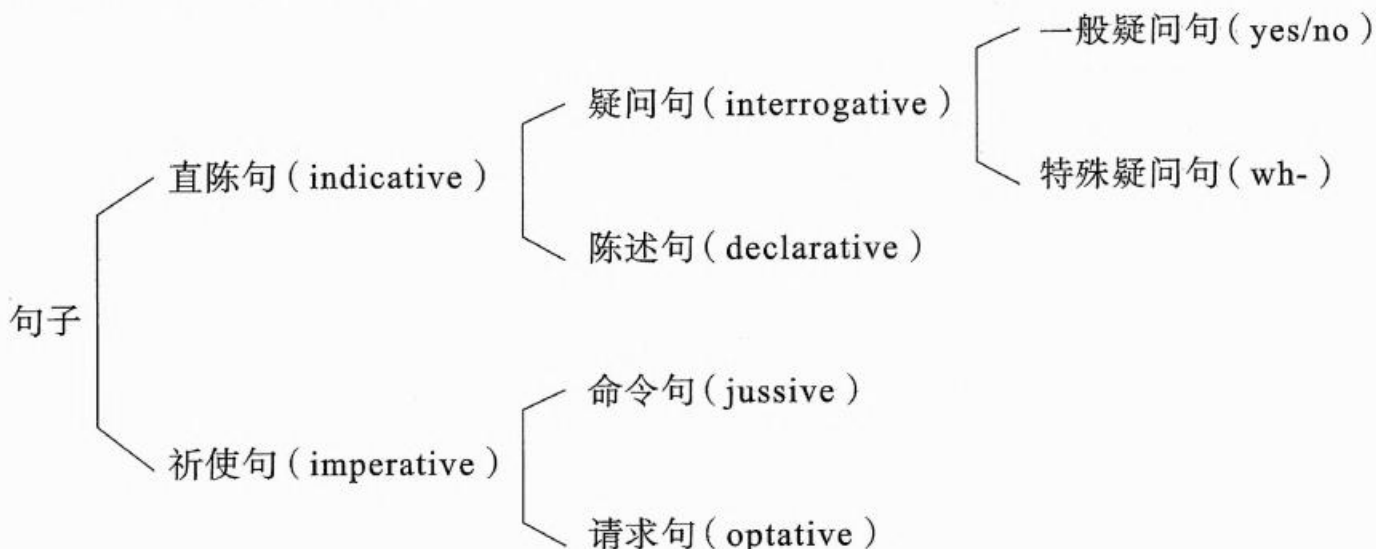 一般疑问句（yes/no）
疑问句（interrogative）
直陈句（indicative）
特殊疑问句（wh-）
陈述句（declarative）
句子
命令句（jussive）
祈使句（imperative）
请求句（optative）